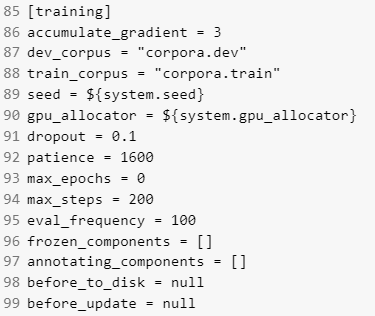 85 [training]
86 accumulate_gradient = 3
87 dev_corpus = "corpora.dev"
88 train_corpus = "corpora.train"
89 seed = ${system.seed}
90 gpu_allocator = ${system.gpu_allocator}
91 dropout = 0.1
92 patience = 1600
93 max_epochs = 0
94 max_steps = 200
95 eval_frequency = 100
96 frozen_components = []
97 annotating_components = []
98 before_to_disk = null
99 before_update = null